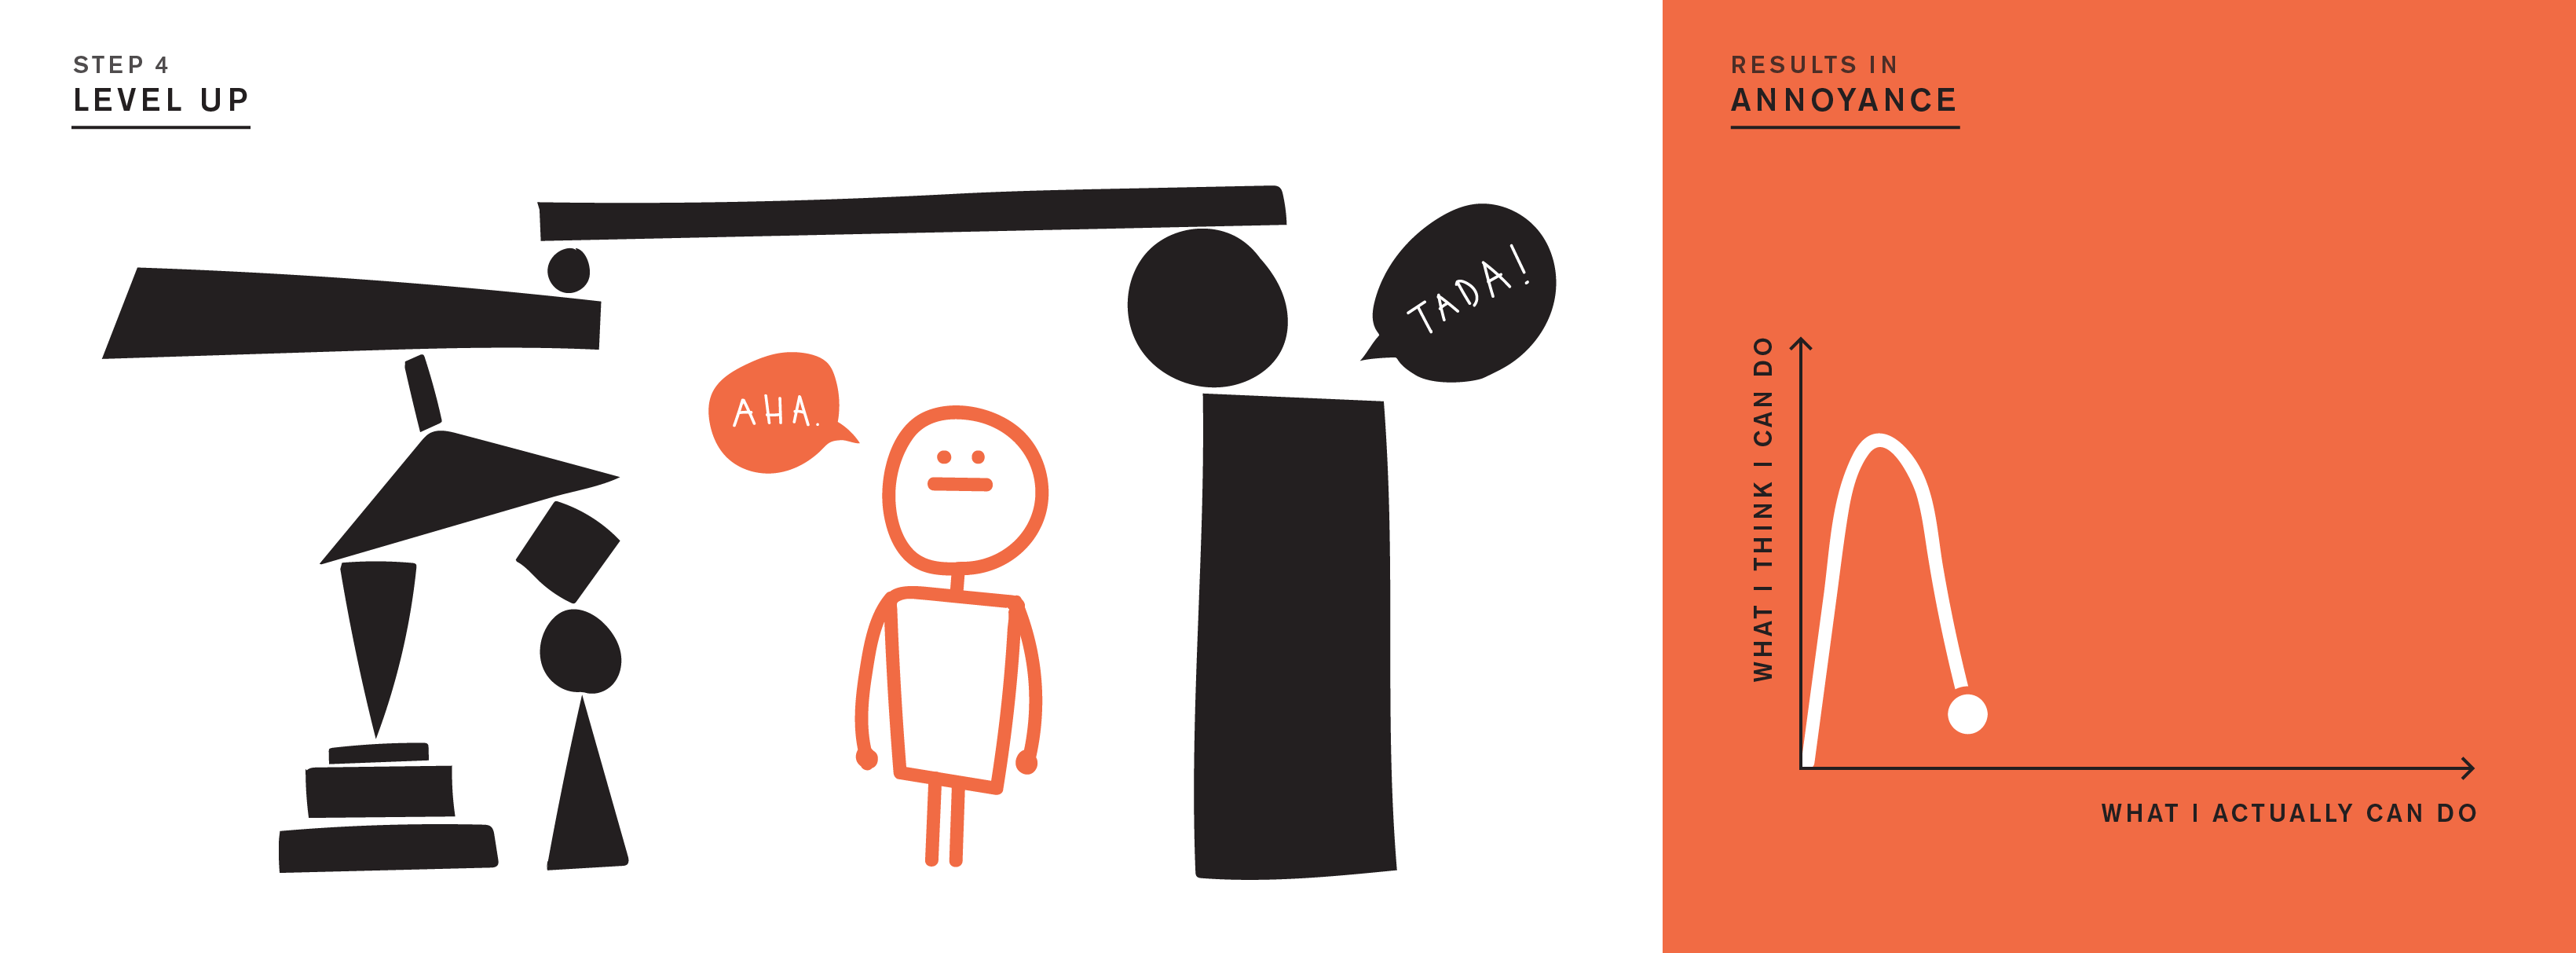 STEP 4
LEVEL UP
AHA.
TADA!
RESULTS IN
ANNOYANCE
WHAT I THINK I CAN DO
WHAT I ACTUALLY CAN DO